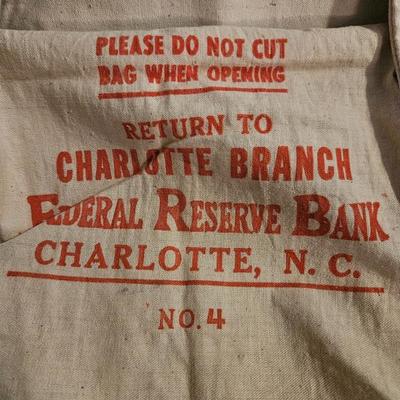 PLEASE DO NOT CUT
BAG WHEN OPENING
RETURN TO
CHARLOTTE BRANCH
FEDERAL RESERVE BANK
CHARLOTTE, N. C.
NO. 4